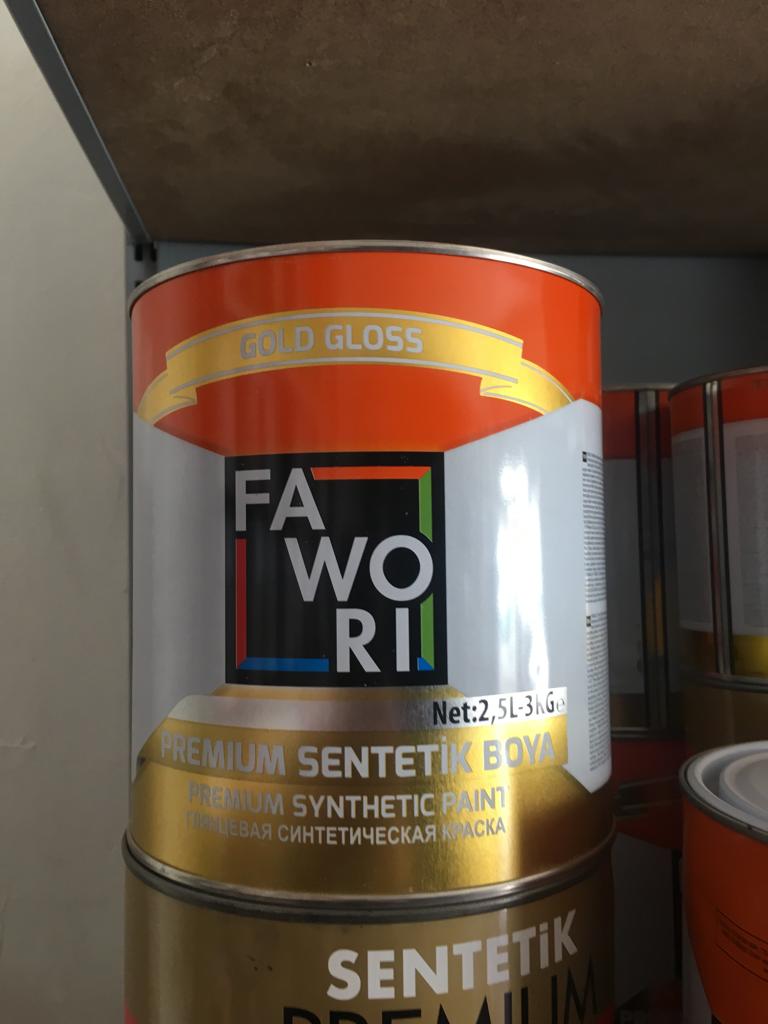 GOLD GLOSS
FA
WO
RI
Net:2,5L-3KGe
PREMIUM SENTETİK BOYA
PREMIUM SYNTHETIC PAINT
ГЛЯНЦЕВАЯ СИНТЕТИЧЕСКАЯ КРАСКА
SENTETİK
PREMIUM